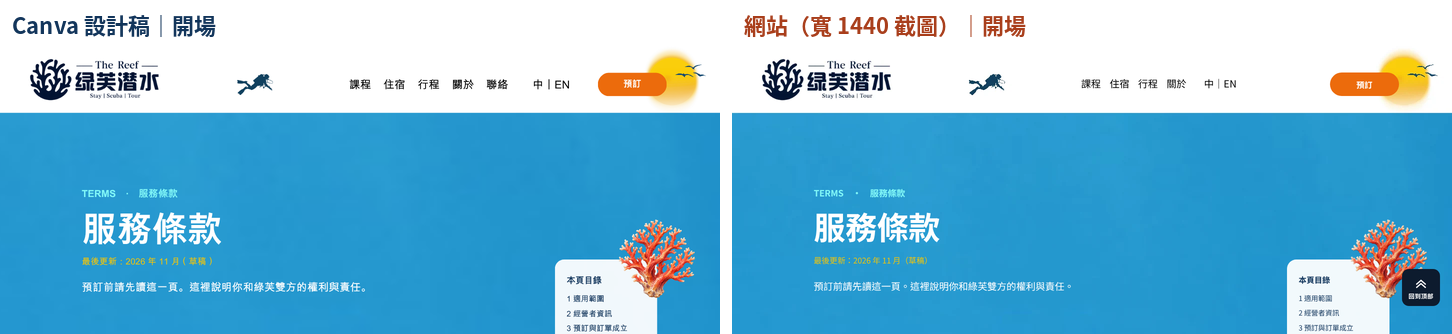 Canva 設計稿｜開場
The Reef
绿芙潜水
Stay | Scuba | Tour
課程 住宿 行程 關於 聯絡 中｜EN
預訂
TERMS · 服務條款
服務條款
最後更新：2026 年 11 月（草稿）
預訂前請先讀這一頁。這裡說明你和綠芙雙方的權利與責任。
本頁目錄
1 適用範圍
2 經營者資訊
3 預訂與訂單成立
網站（寬 1440 截圖）｜開場
The Reef
绿芙潜水
Stay | Scuba | Tour
課程 住宿 行程 關於 中｜EN
預訂
TERMS · 服務條款
服務條款
最後更新：2026 年 11 月（草稿）
預訂前請先讀這一頁。這裡說明你和綠芙雙方的權利與責任。
本頁目錄
1 適用範圍
2 經營者資訊
3 預訂與訂單成立
回到頂部